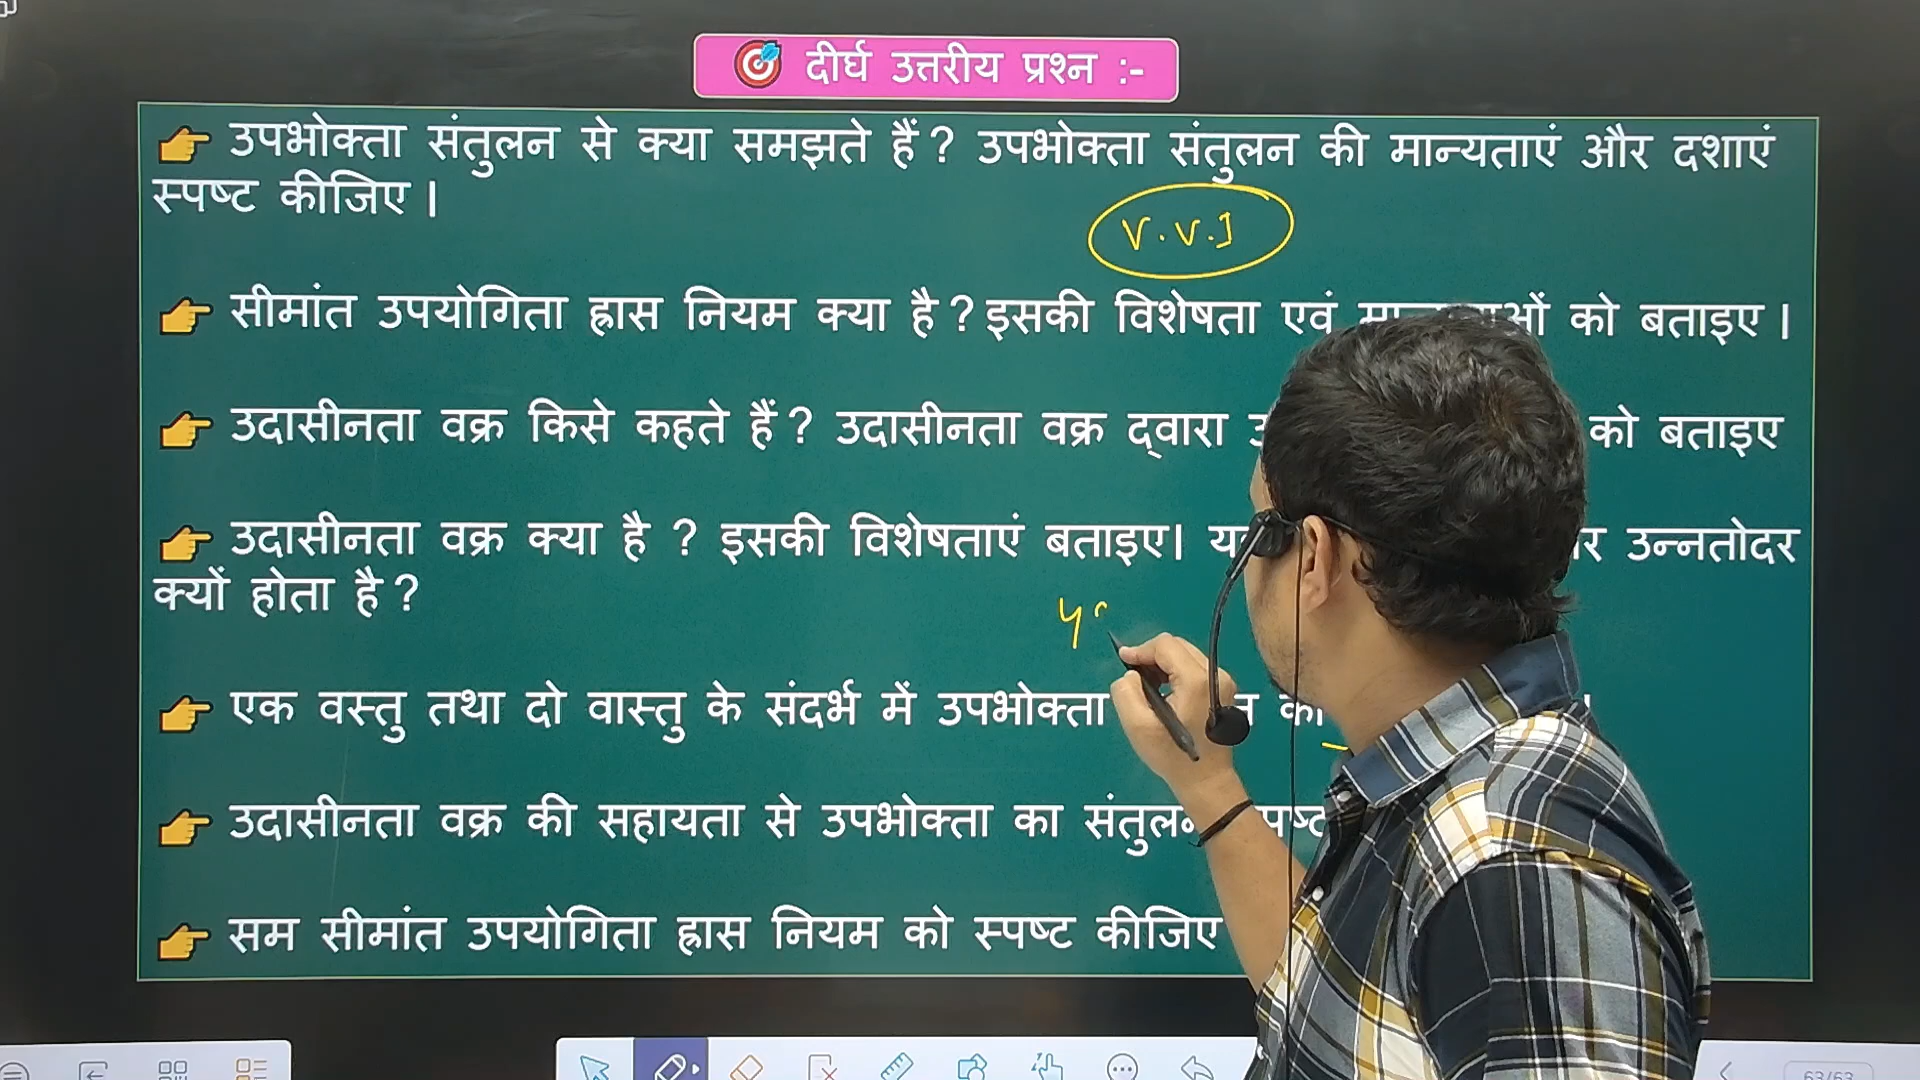 दीर्घ उत्तरीय प्रश्न :-
उपभोक्ता संतुलन से क्या समझते हैं ? उपभोक्ता संतुलन की मान्यताएं और दशाएं
स्पष्ट कीजिए ।
V.V.I
सीमांत उपयोगिता ह्रास नियम क्या है ? इसकी विशेषता एवं को बताइए ।
उदासीनता वक्र किसे कहते हैं ? उदासीनता वक्र द्वारा को बताइए
उदासीनता वक्र क्या है ? इसकी विशेषताएं बताइए। उन्नतोदर
क्यों होता है ?
एक वस्तु तथा दो वास्तु के संदर्भ में उपभोक्ता
उदासीनता वक्र की सहायता से उपभोक्ता का
सम सीमांत उपयोगिता ह्रास नियम को स्पष्ट कीजिए
63/63